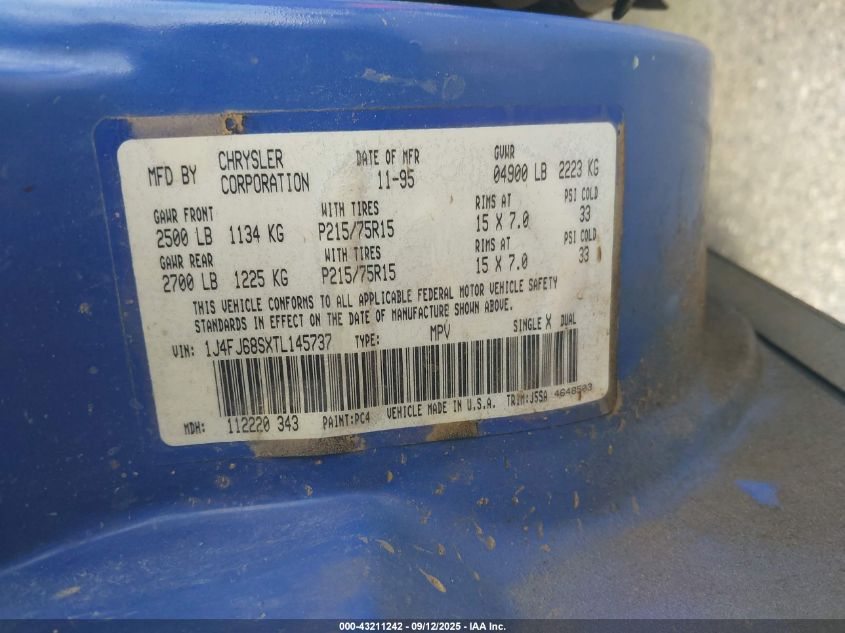 MFD BY CHRYSLER CORPORATION DATE OF MFR 11-95 GVWR 04900 LB 2223 KG
GAWR FRONT WITH TIRES RIMS AT PSI COLD
2500 LB 1134 KG P215/75R15 15 X 7.0 33
GAWR REAR WITH TIRES RIMS AT PSI COLD
2700 LB 1225 KG P215/75R15 15 X 7.0 33
THIS VEHICLE CONFORMS TO ALL APPLICABLE FEDERAL MOTOR VEHICLE SAFETY
STANDARDS IN EFFECT ON THE DATE OF MANUFACTURE SHOWN ABOVE.
VIN: 1J4FJ68SXTL145737 TYPE: MPV SINGLE X DUAL
MDH: 112220 343 PAINT:PC4 VEHICLE MADE IN U.S.A. TRIM:J5SA 4648503
000-43211242 - 09/12/2025 - IAA Inc.